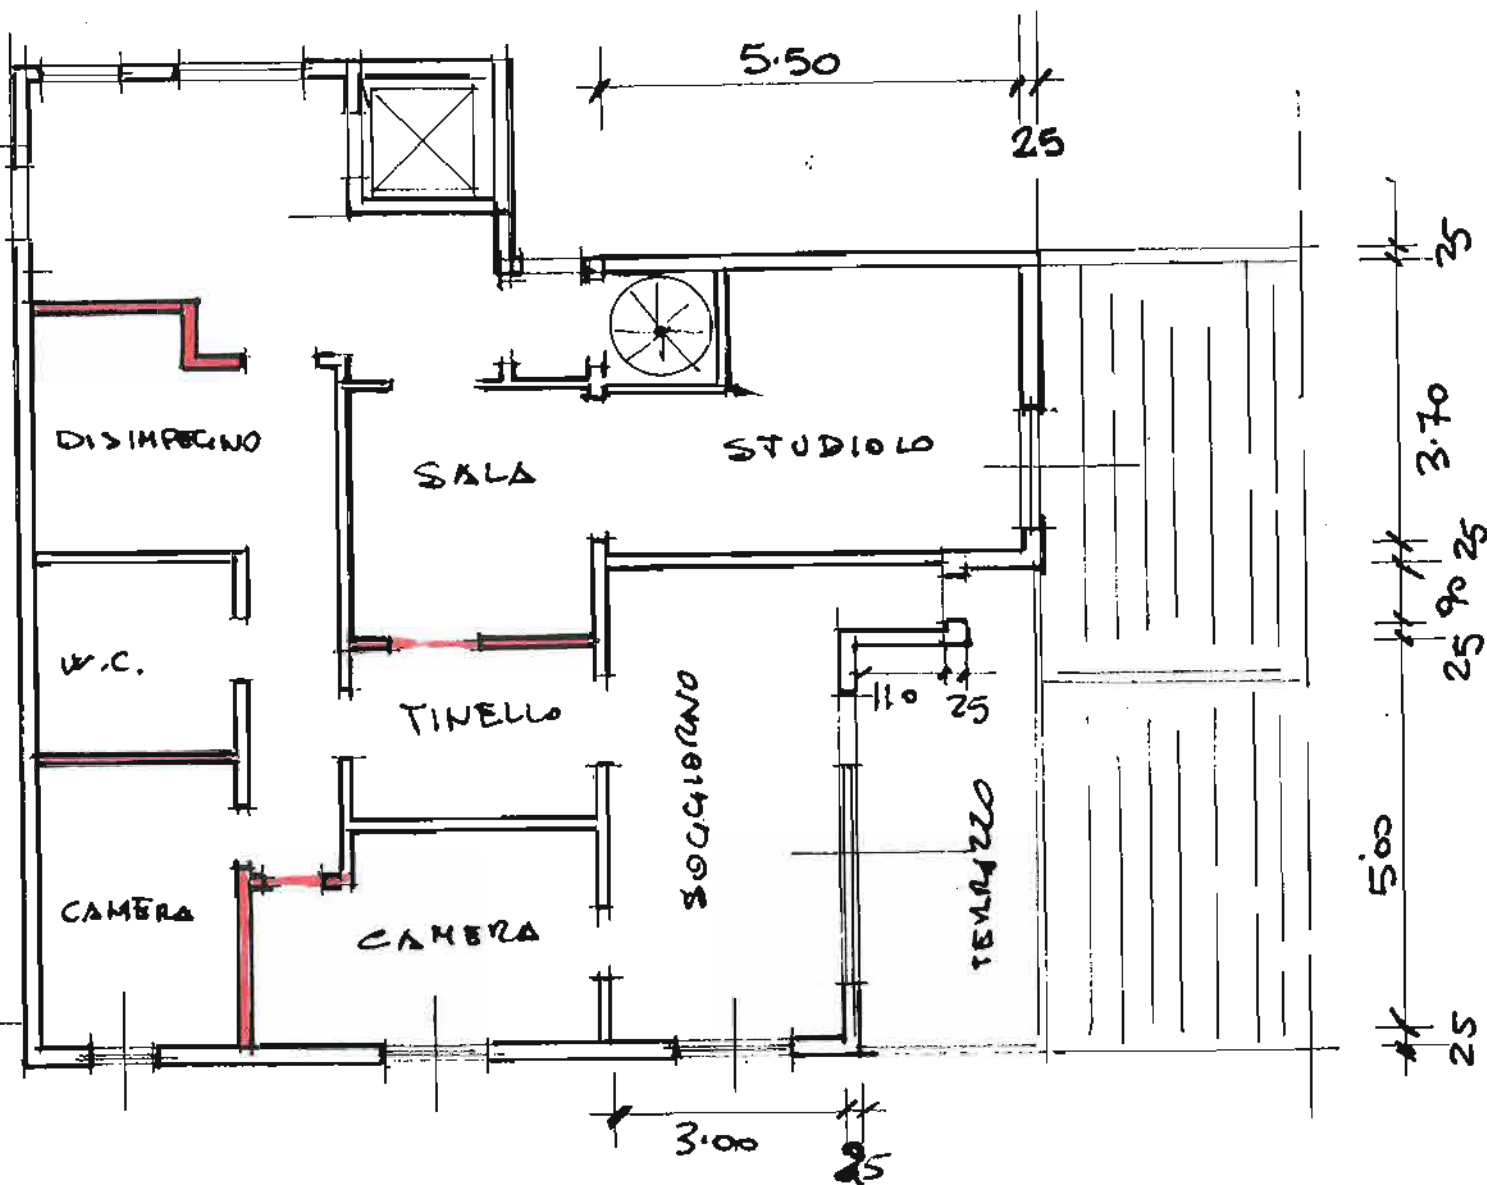 5.50
25
25
DISIMPEGNO
SALA
STUDIOLO
3.70
25
90
25
W.C.
TINELLO
SOGGIORNO
110
25
TERRAZZO
5.00
CAMERA
CAMERA
25
3.00
25